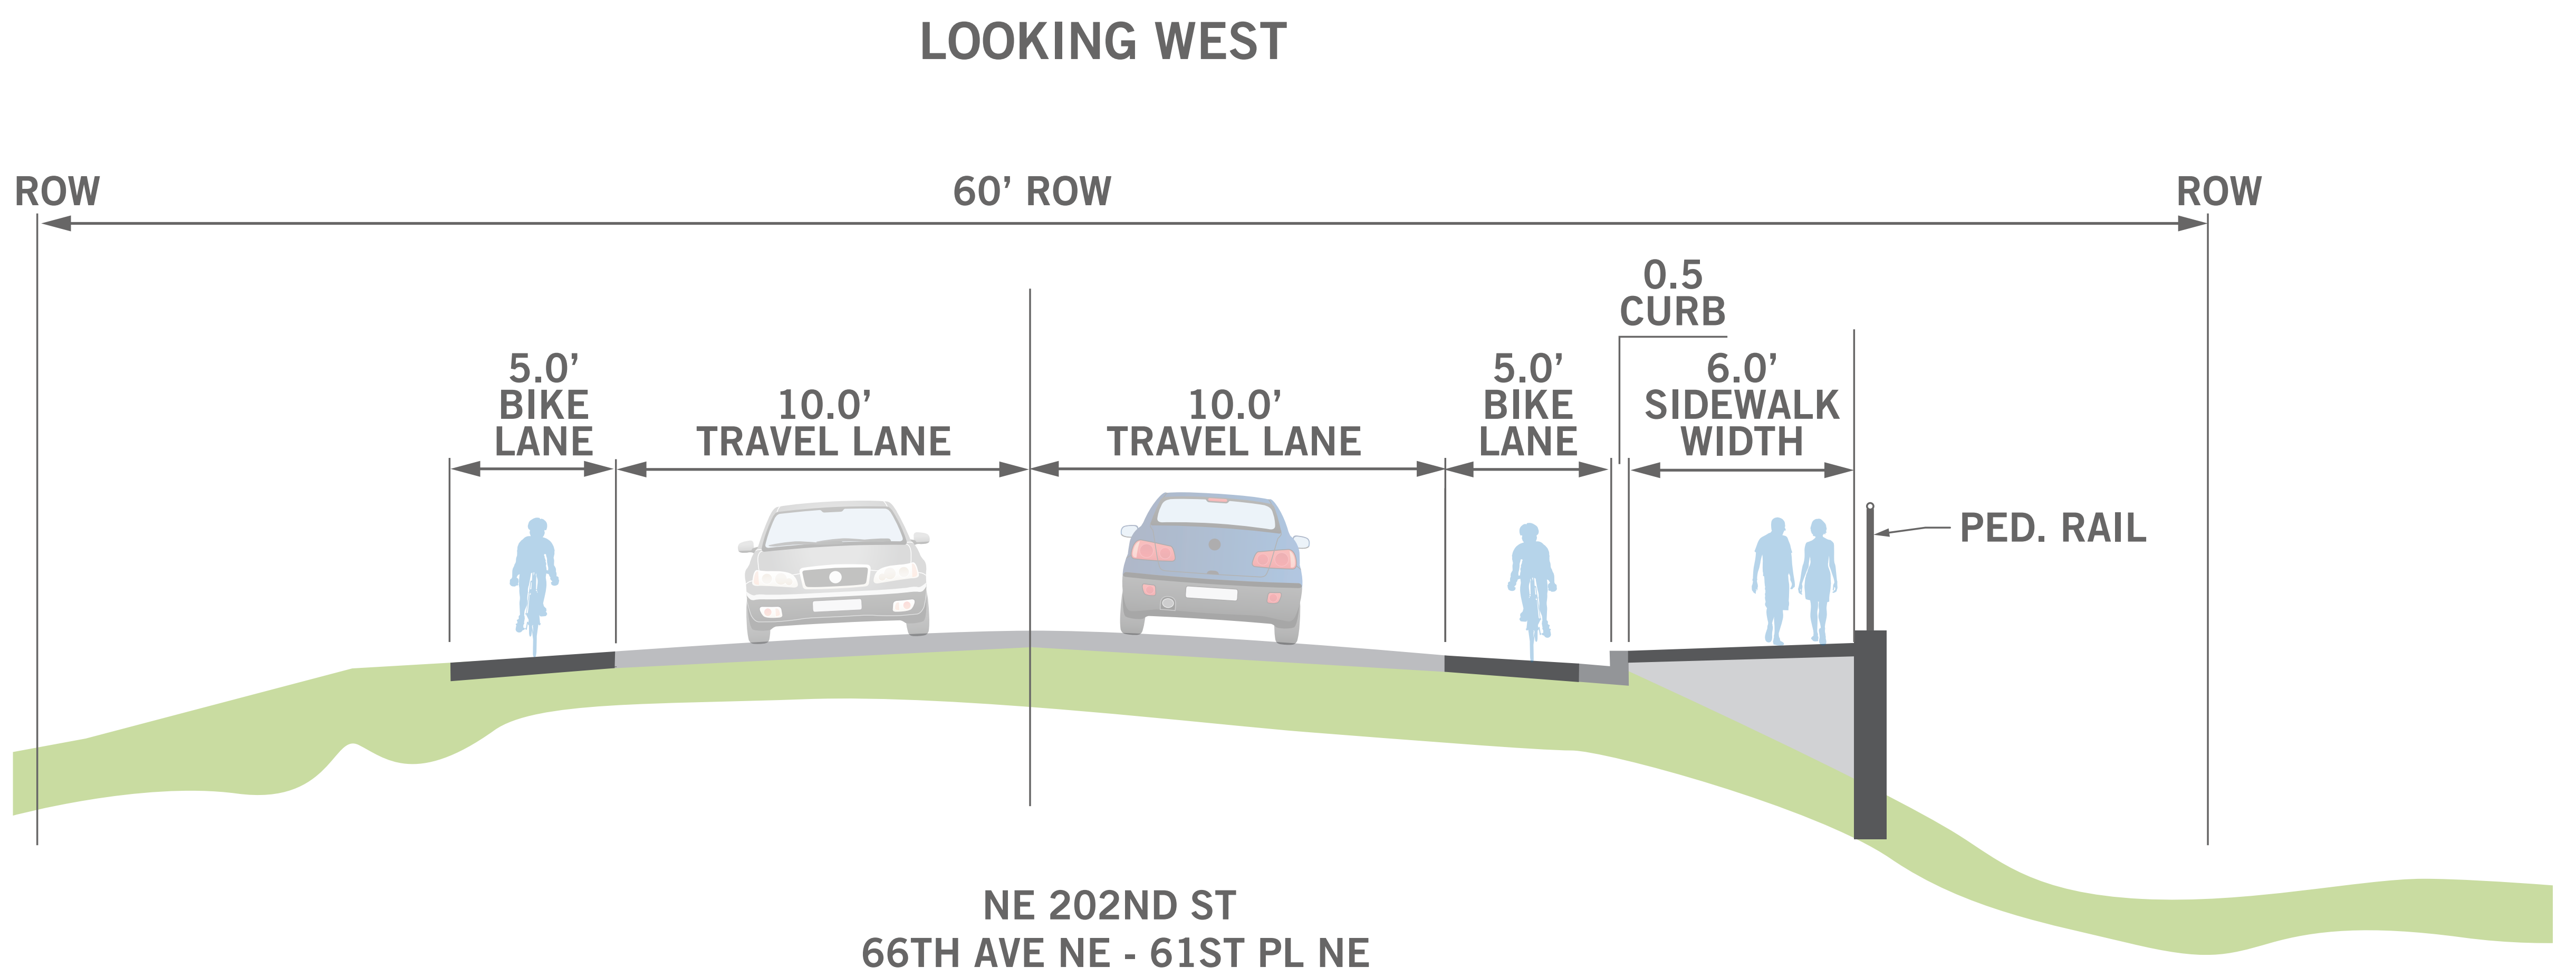 LOOKING WEST
ROW
60’ ROW
ROW
0.5
CURB
5.0’
BIKE
LANE
10.0’
TRAVEL LANE
10.0’
TRAVEL LANE
5.0’
BIKE
LANE
6.0’
SIDEWALK
WIDTH
PED. RAIL
NE 202ND ST
66TH AVE NE - 61ST PL NE